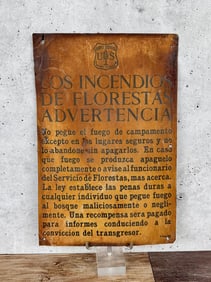 US
LOS INCENDIOS
DE FLORESTAS
ADVERTENCIA
No pegue el fuego de campamento
excepto en los lugares seguros y no
lo abandone sin apagarlos. En caso
que fuego se produzca apaguelo
completamente o avise al funcionario
del Servicio de Florestas, mas acerca.
La ley establece las penas duras a
cualquier individuo que pegue fuego
al bosque maliciosamente o negli-
mente. Una recompensa sera pagado
para informes conduciendo a la
conviccion del transgresor.